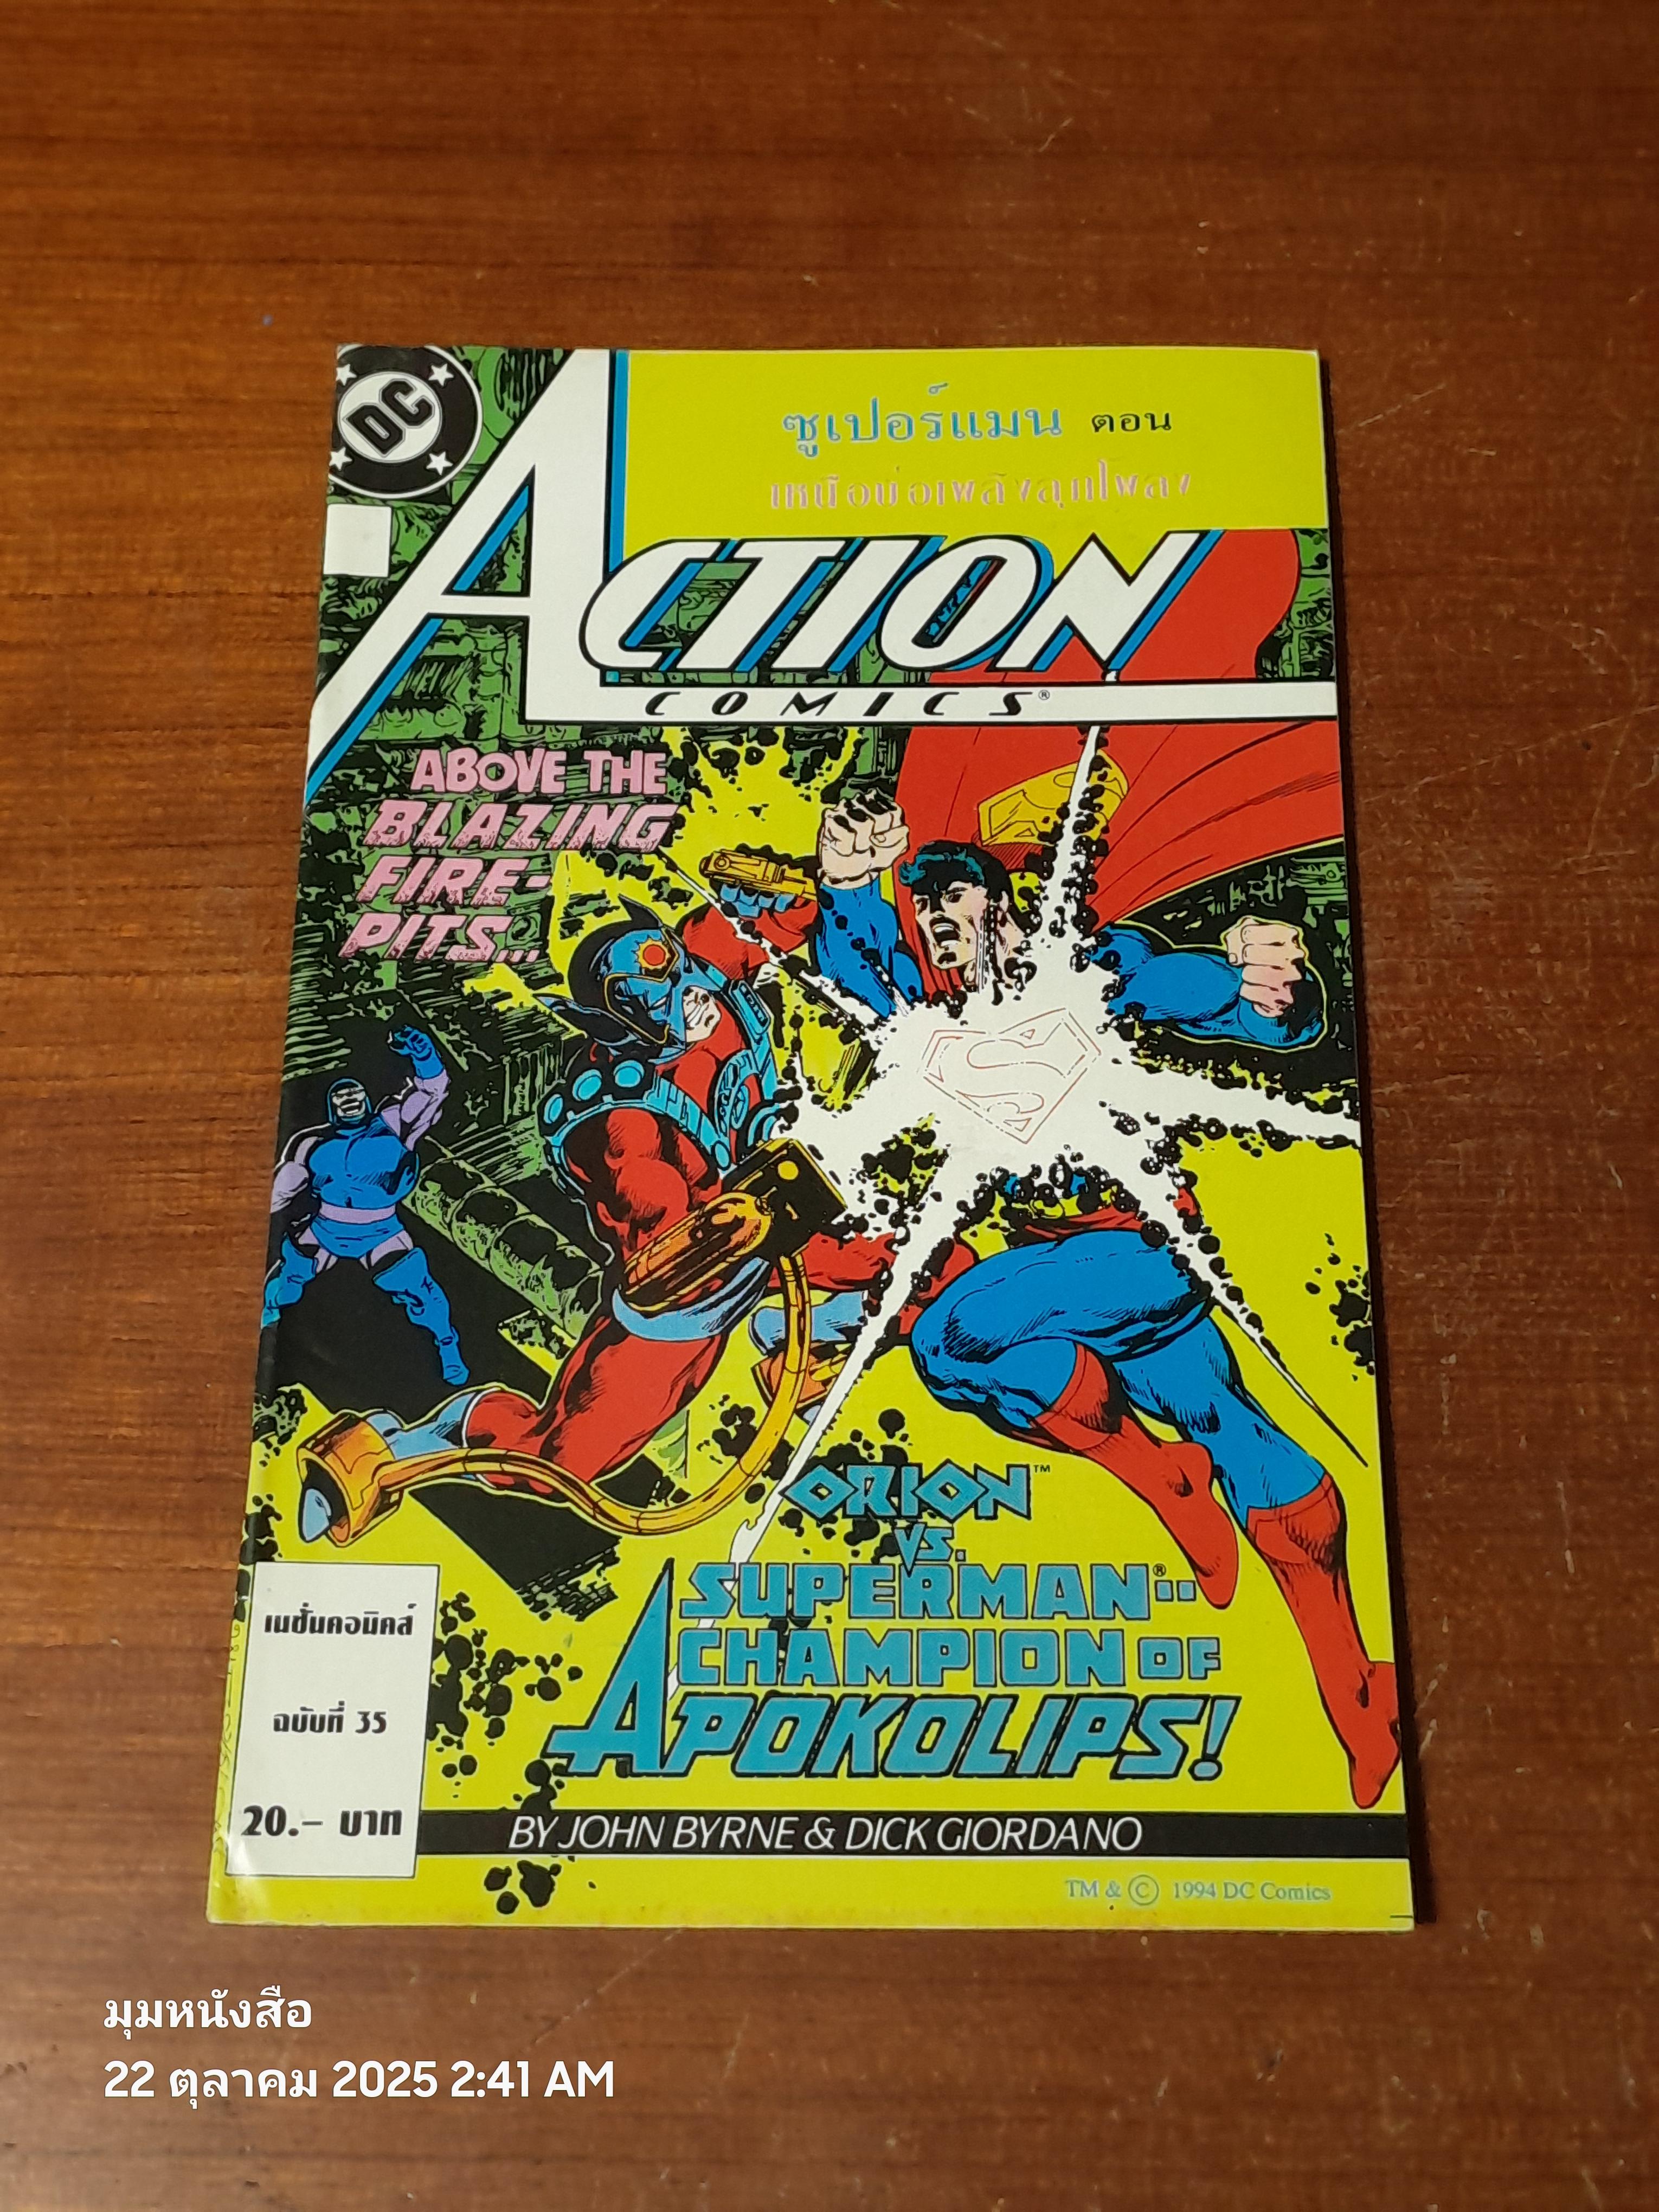 DC
ซูเปอร์แมน ตอน
เหนือบ่อเพลิงลุกโพลง
ACTION
COMICS®
ABOVE THE
BLAZING
FIRE-
PITS...
S
ORION™
VS.
SUPERMAN®--
CHAMPION OF
APOKOLIPS!
เนชั่นคอมิคส์
ฉบับที่ 35
20.- บาท
BY JOHN BYRNE & DICK GIORDANO
TM & © 1994 DC Comics
มุมหนังสือ
22 ตุลาคม 2025 2:41 AM